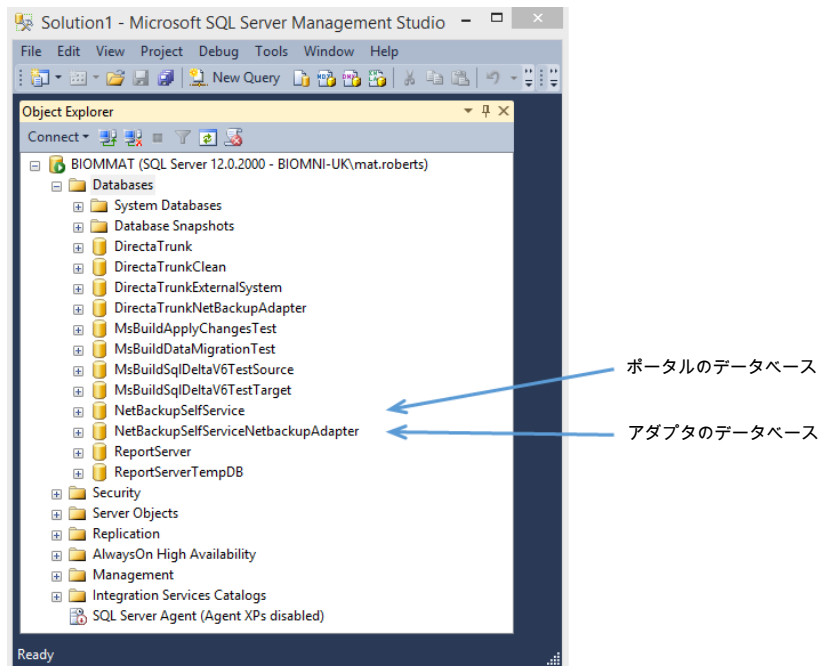 Solution1 - Microsoft SQL Server Management Studio
File Edit View Project Debug Tools Window Help
New Query
Object Explorer
Connect
BIOMMAT (SQL Server 12.0.2000 - BIOMNI-UK\mat.roberts)
Databases
System Databases
Database Snapshots
DirectaTrunk
DirectaTrunkClean
DirectaTrunkExternalSystem
DirectaTrunkNetBackupAdapter
MsBuildApplyChangesTest
MsBuildDataMigrationTest
MsBuildSqlDeltaV6TestSource
MsBuildSqlDeltaV6TestTarget
NetBackupSelfService
ポータルのデータベース
NetBackupSelfServiceNetbackupAdapter
アダプタのデータベース
ReportServer
ReportServerTempDB
Security
Server Objects
Replication
AlwaysOn High Availability
Management
Integration Services Catalogs
SQL Server Agent (Agent XPs disabled)
Ready